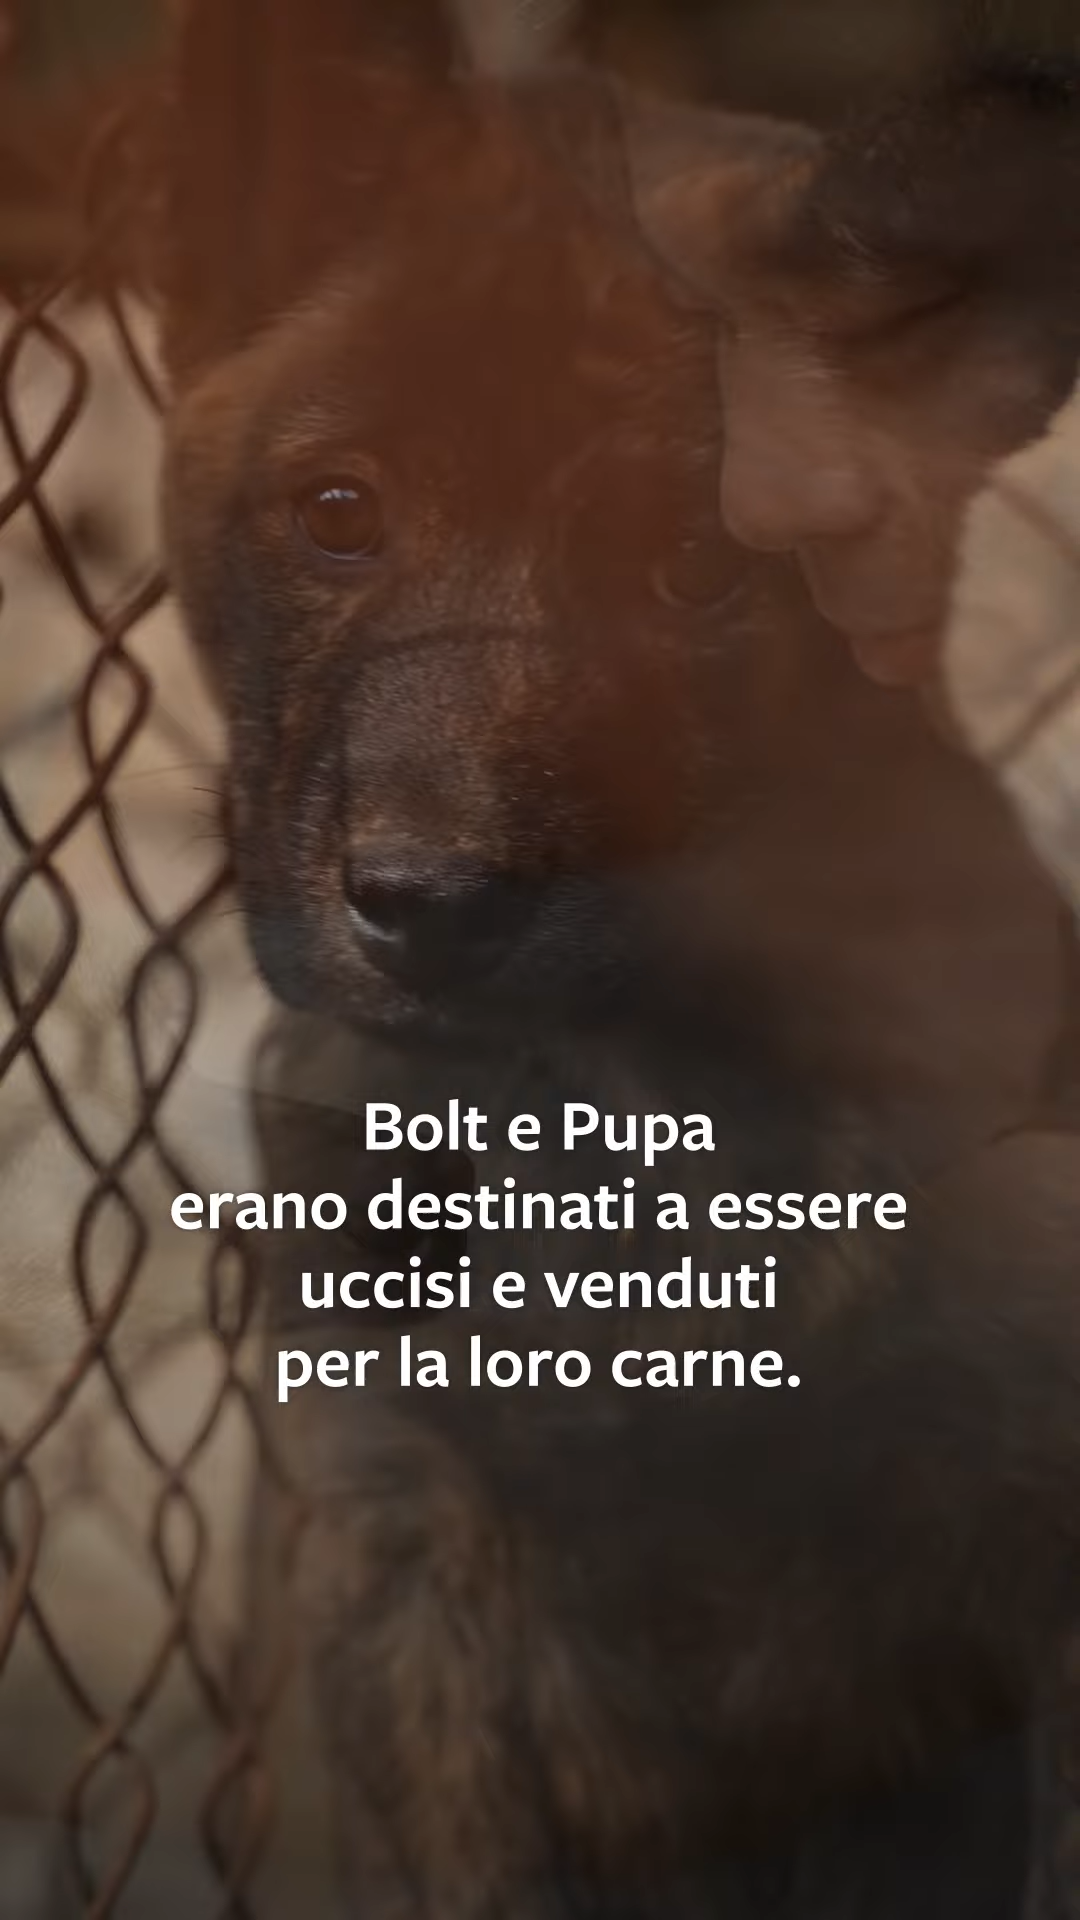 Bolt e Pupa
erano destinati a essere
uccisi e venduti
per la loro carne.